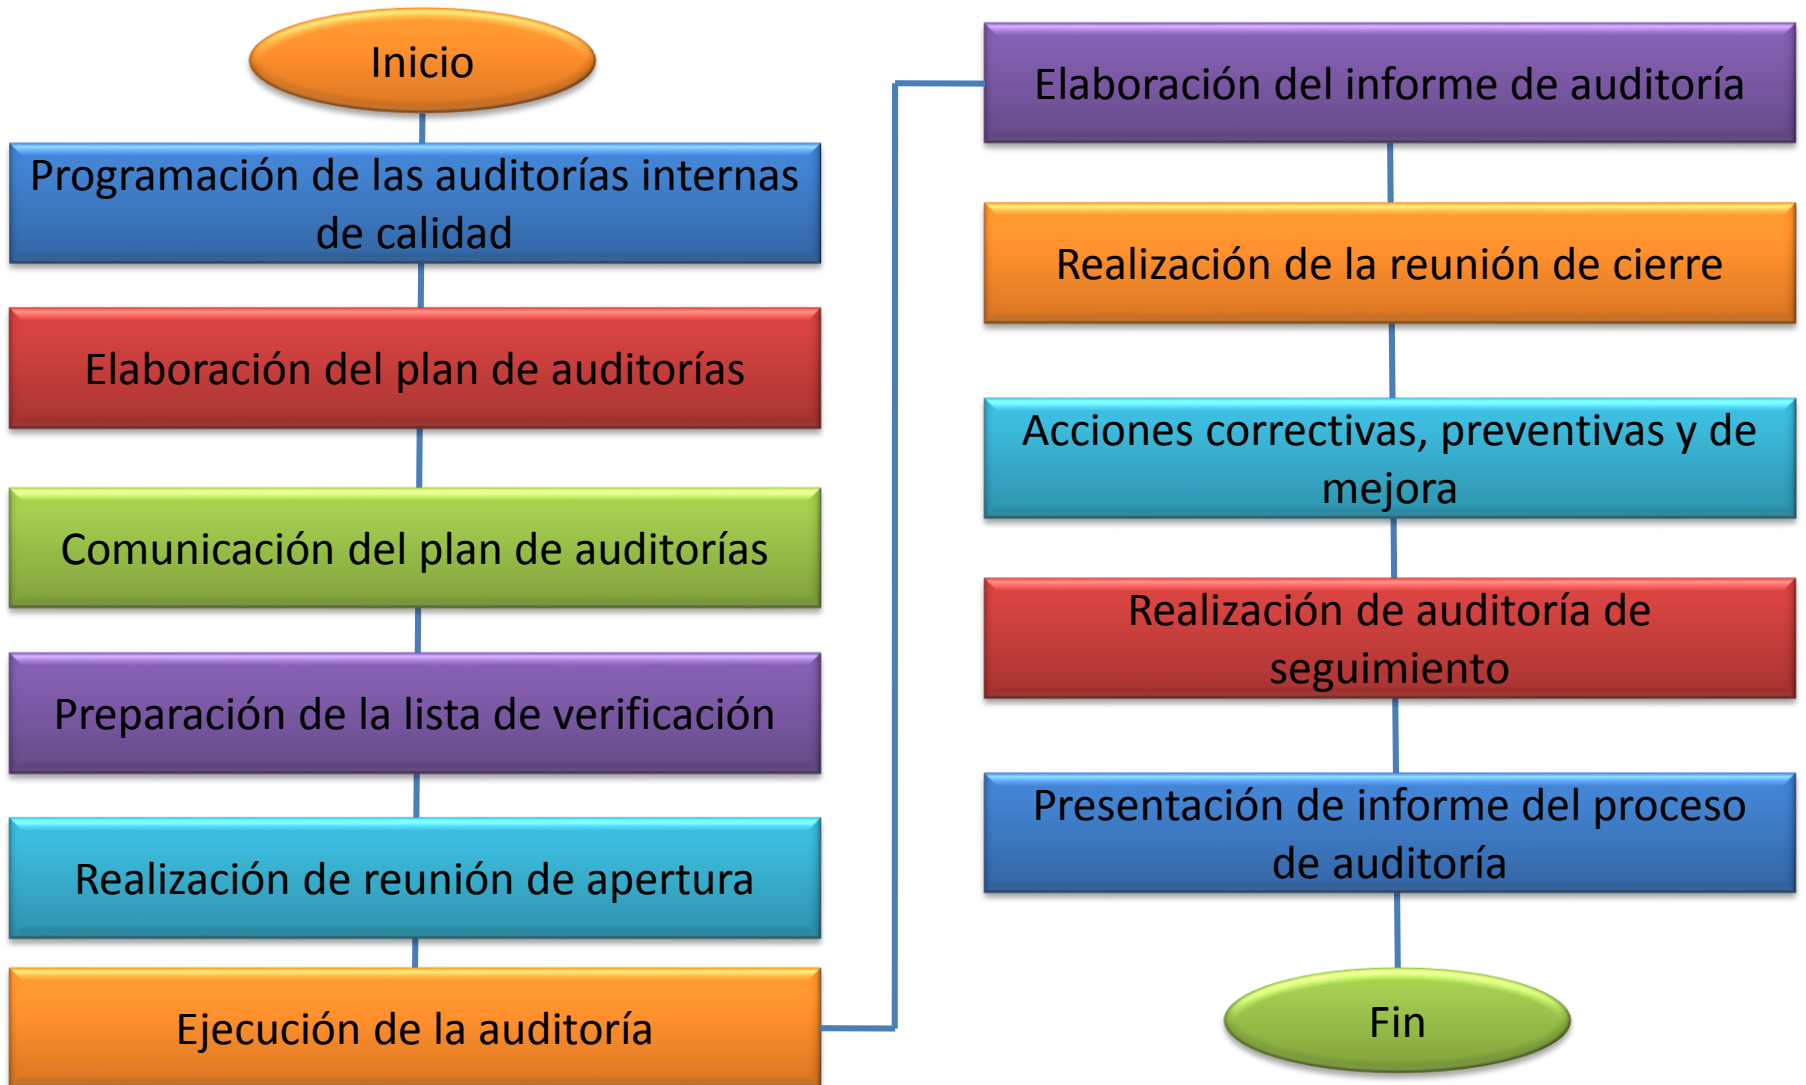 Inicio
Programación de las auditorías internas
de calidad
Elaboración del plan de auditorías
Comunicación del plan de auditorías
Preparación de la lista de verificación
Realización de reunión de apertura
Ejecución de la auditoría
Elaboración del informe de auditoría
Realización de la reunión de cierre
Acciones correctivas, preventivas y de
mejora
Realización de auditoría de
seguimiento
Presentación de informe del proceso
de auditoría
Fin